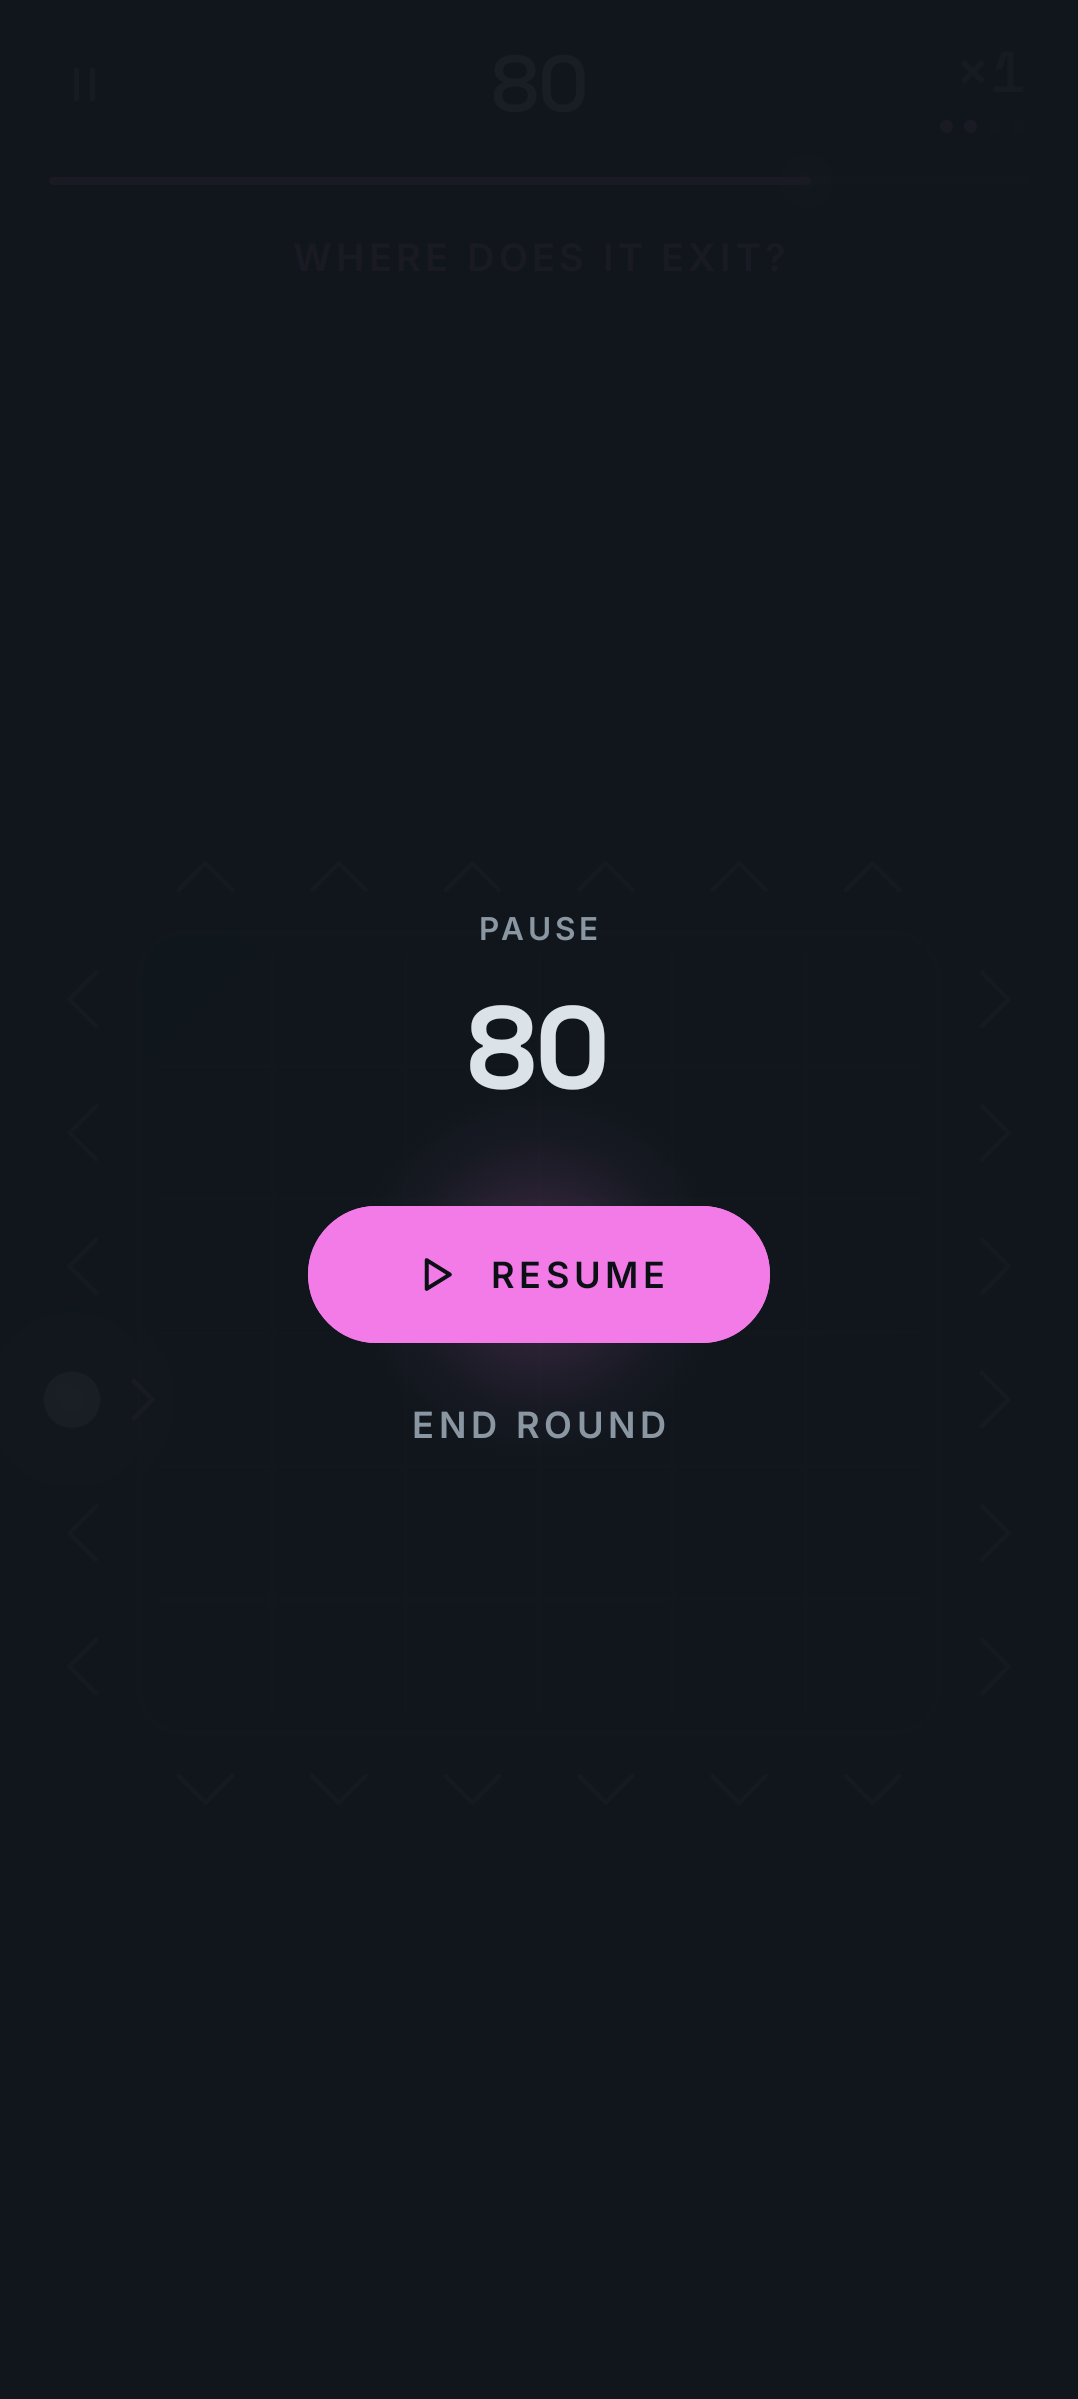 80
×1
WHERE DOES IT EXIT?
PAUSE
80
RESUME
END ROUND